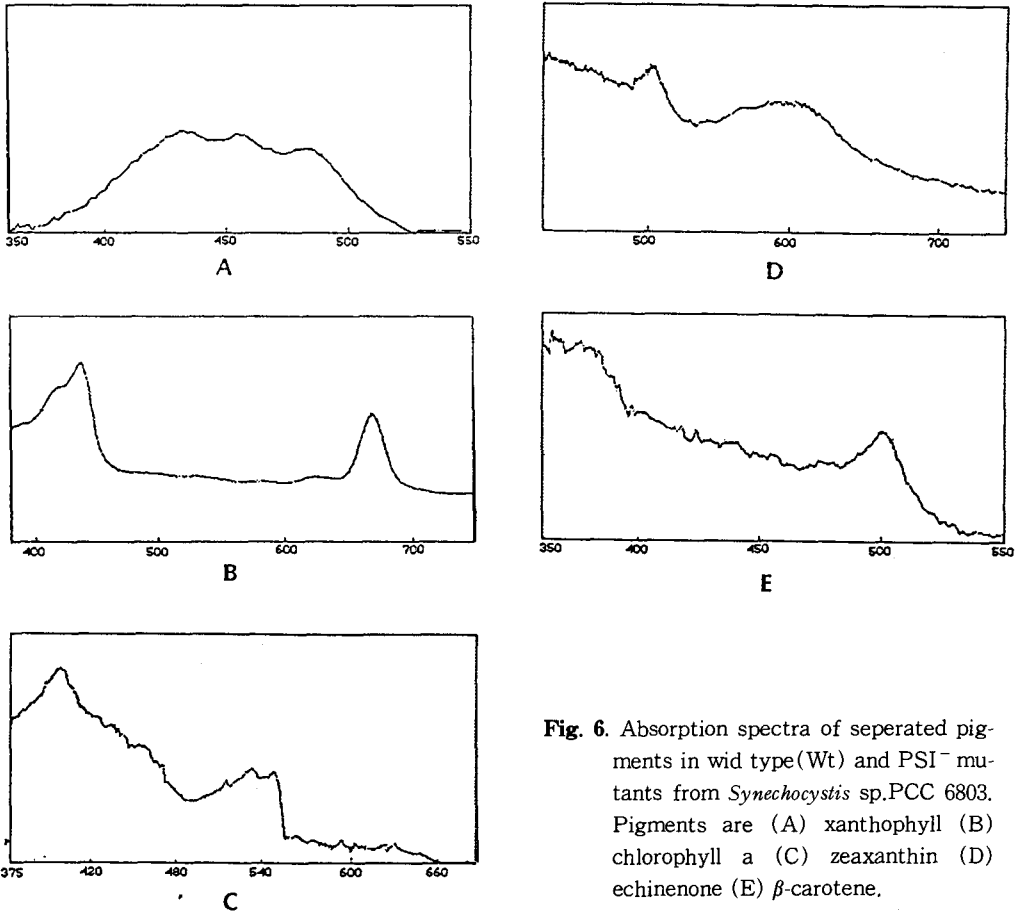 350 400 450 500 550
A
500 600 700
D
400 500 600 700
B
350 400 450 500 550
E
375 420 480 540 600 660
C
Fig. 6. Absorption spectra of seperated pig-
ments in wid type(Wt) and PSI⁻ mu-
tants from Synechocystis sp.PCC 6803.
Pigments are (A) xanthophyll (B)
chlorophyll a (C) zeaxanthin (D)
echinenone (E) β-carotene.